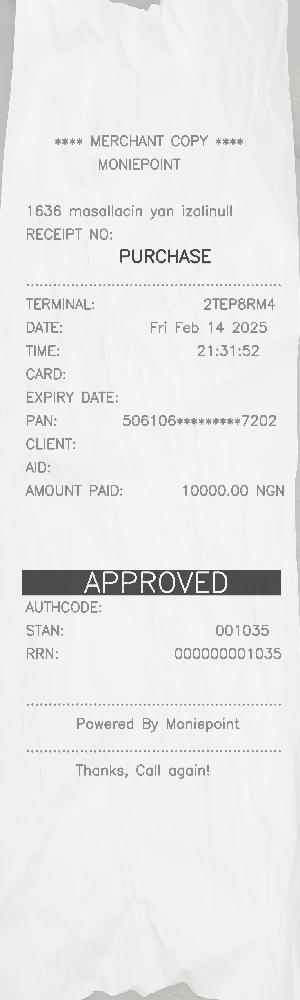 **** MERCHANT COPY ****
MONIEPOINT
1636 masallacin yan izalinull
RECEIPT NO:
PURCHASE
TERMINAL: 2TEP8RM4
DATE: Fri Feb 14 2025
TIME: 21:31:52
CARD:
EXPIRY DATE:
PAN: 506106*********7202
CLIENT:
AID:
AMOUNT PAID: 10000.00 NGN
APPROVED
AUTHCODE:
STAN: 001035
RRN: 000000001035
Powered By Moniepoint
Thanks, Call again!